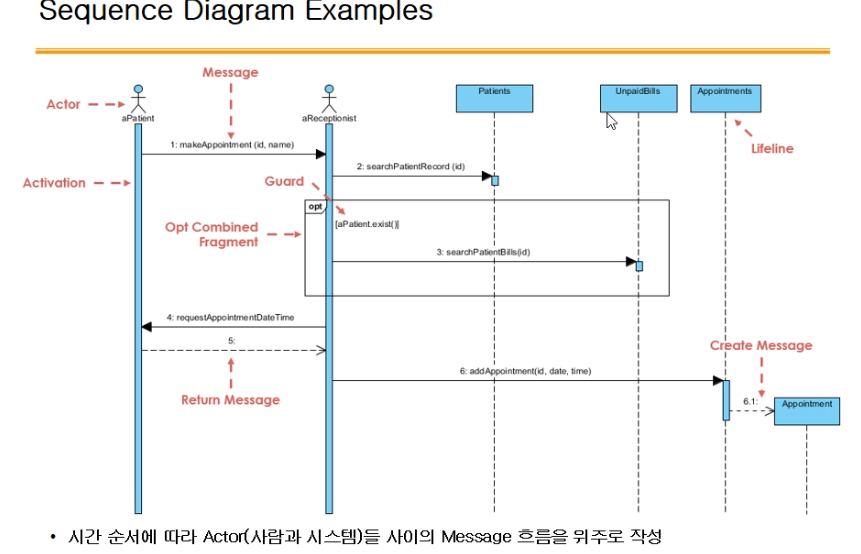 Sequence Diagram Examples
Message
Actor
aPatient
aReceptionist
Patients
UnpaidBills
Appointments
Lifeline
1: makeAppointment (id, name)
2: searchPatientRecord (id)
Activation
Guard
opt
[aPatient.exist()]
Opt Combined
Fragment
3: searchPatientBills(id)
4: requestAppointmentDateTime
5:
Return Message
6: addAppointment(id, date, time)
Create Message
6.1:
Appointment
• 시간 순서에 따라 Actor(사람과 시스템)들 사이의 Message 흐름을 위주로 작성